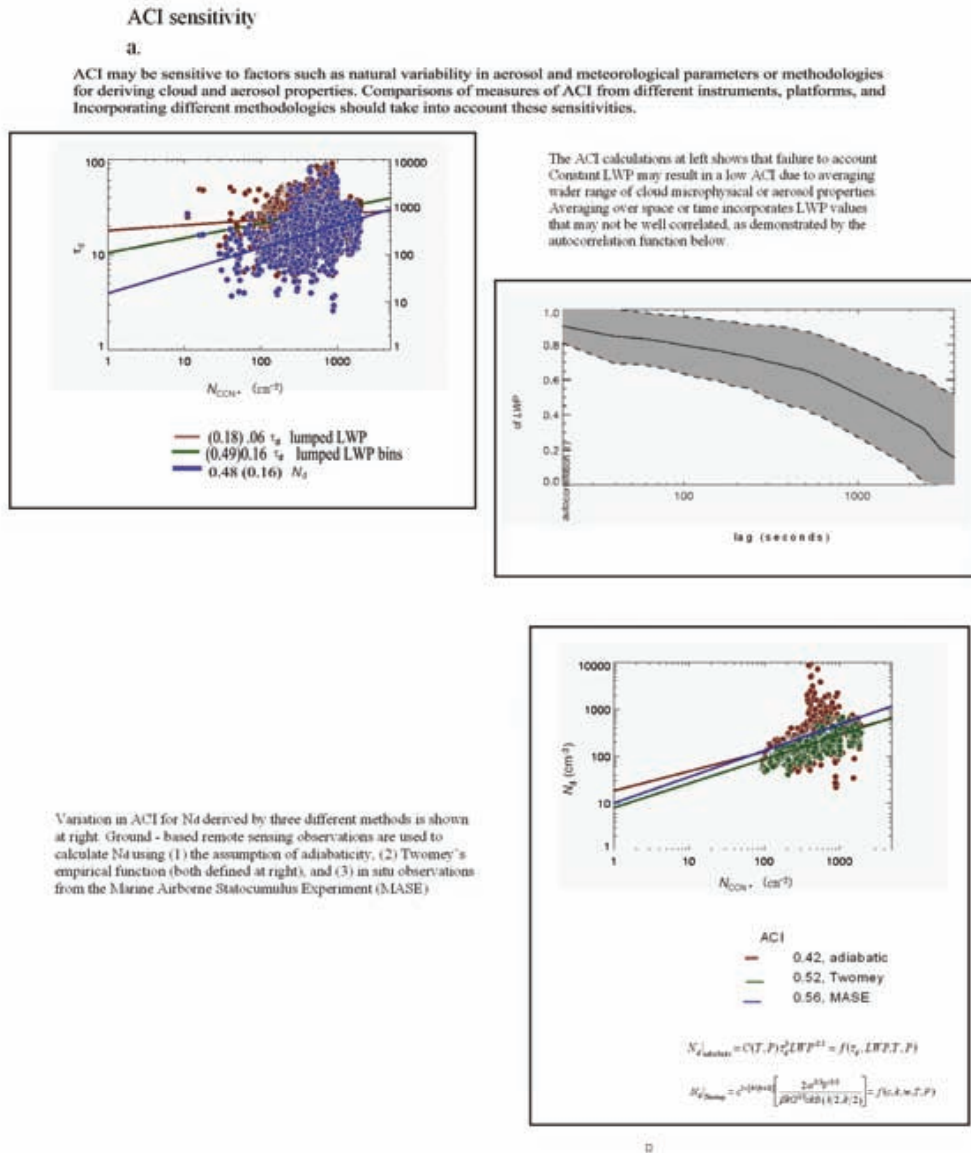 ACI sensitivity
a.
ACI may be sensitive to factors such as natural variability in aerosol and meteorological parameters or methodologies
for deriving cloud and aerosol properties. Comparisons of measures of ACI from different instruments, platforms, and
Incorporating different methodologies should take into account these sensitivities.
100
10
1
τd
10000
1000
100
10
1
1 10 100 1000
NCCN, (cm-2)
(0.18) .06 τd lumped LWP
(0.49)0.16 τd lumped LWP bins
0.48 (0.16) Nd
The ACI calculations at left shows that failure to account
Constant LWP may result in a low ACI due to averaging
wider range of cloud microphysical or aerosol properties
Averaging over space or time incorporates LWP values
that may not be well correlated, as demonstrated by the
autocorrelation function below
1.0
0.8
0.6
0.4
0.2
0.0
of LWP
100 1000
lag (seconds)
Variation in ACI for Nd derived by three different methods is shown
at right. Ground - based remote sensing observations are used to
calculate Nd using (1) the assumption of adiabaticity, (2) Twomey's
empirical function (both defined at right), and (3) in situ observations
from the Marine Airborne Statocumulus Experiment (MASE)
10000
1000
100
10
1
Nd (cm-3)
1 10 100 1000
NCCN, (cm-2)
ACI
0.42, adiabatic
0.52, Twomey
0.56, MASE
= f(τd, LWP,T,P)
= f(c,k,w,T,P)
D